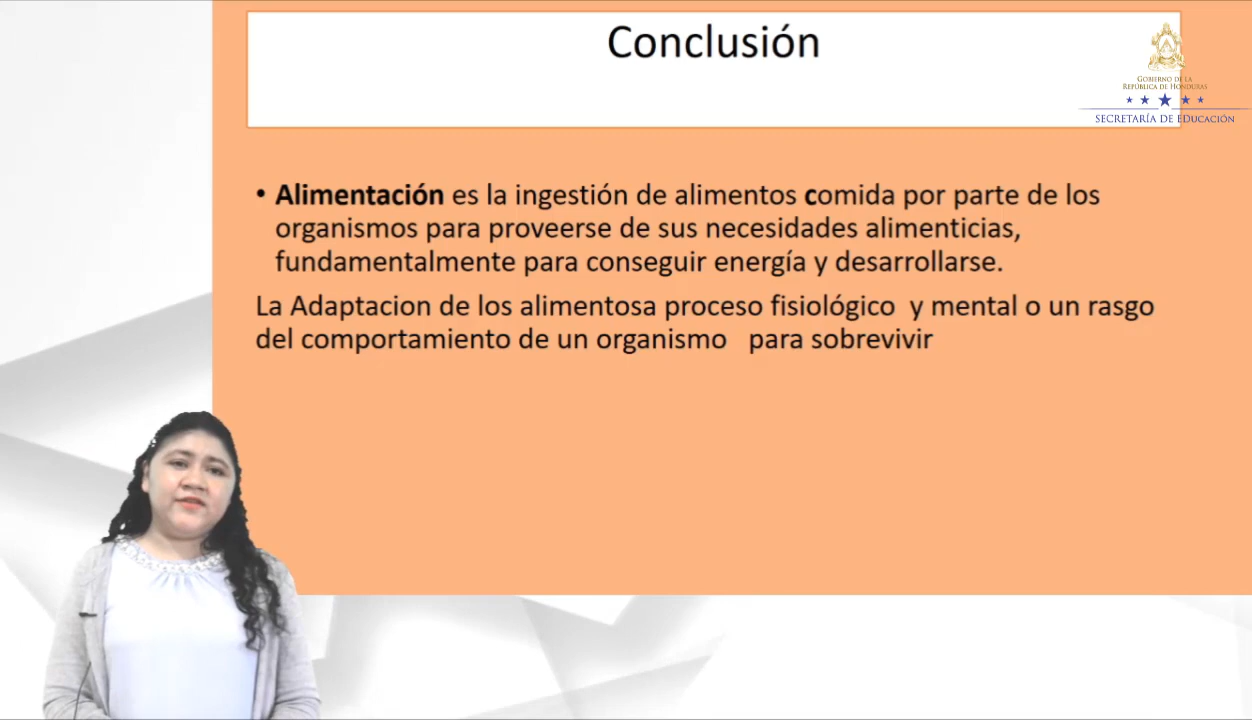 Conclusión
GOBIERNO DE LA
REPÚBLICA DE HONDURAS
SECRETARÍA DE EDUCACIÓN
• Alimentación es la ingestión de alimentos comida por parte de los
organismos para proveerse de sus necesidades alimenticias,
fundamentalmente para conseguir energía y desarrollarse.
La Adaptacion de los alimentosa proceso fisiológico y mental o un rasgo
del comportamiento de un organismo para sobrevivir